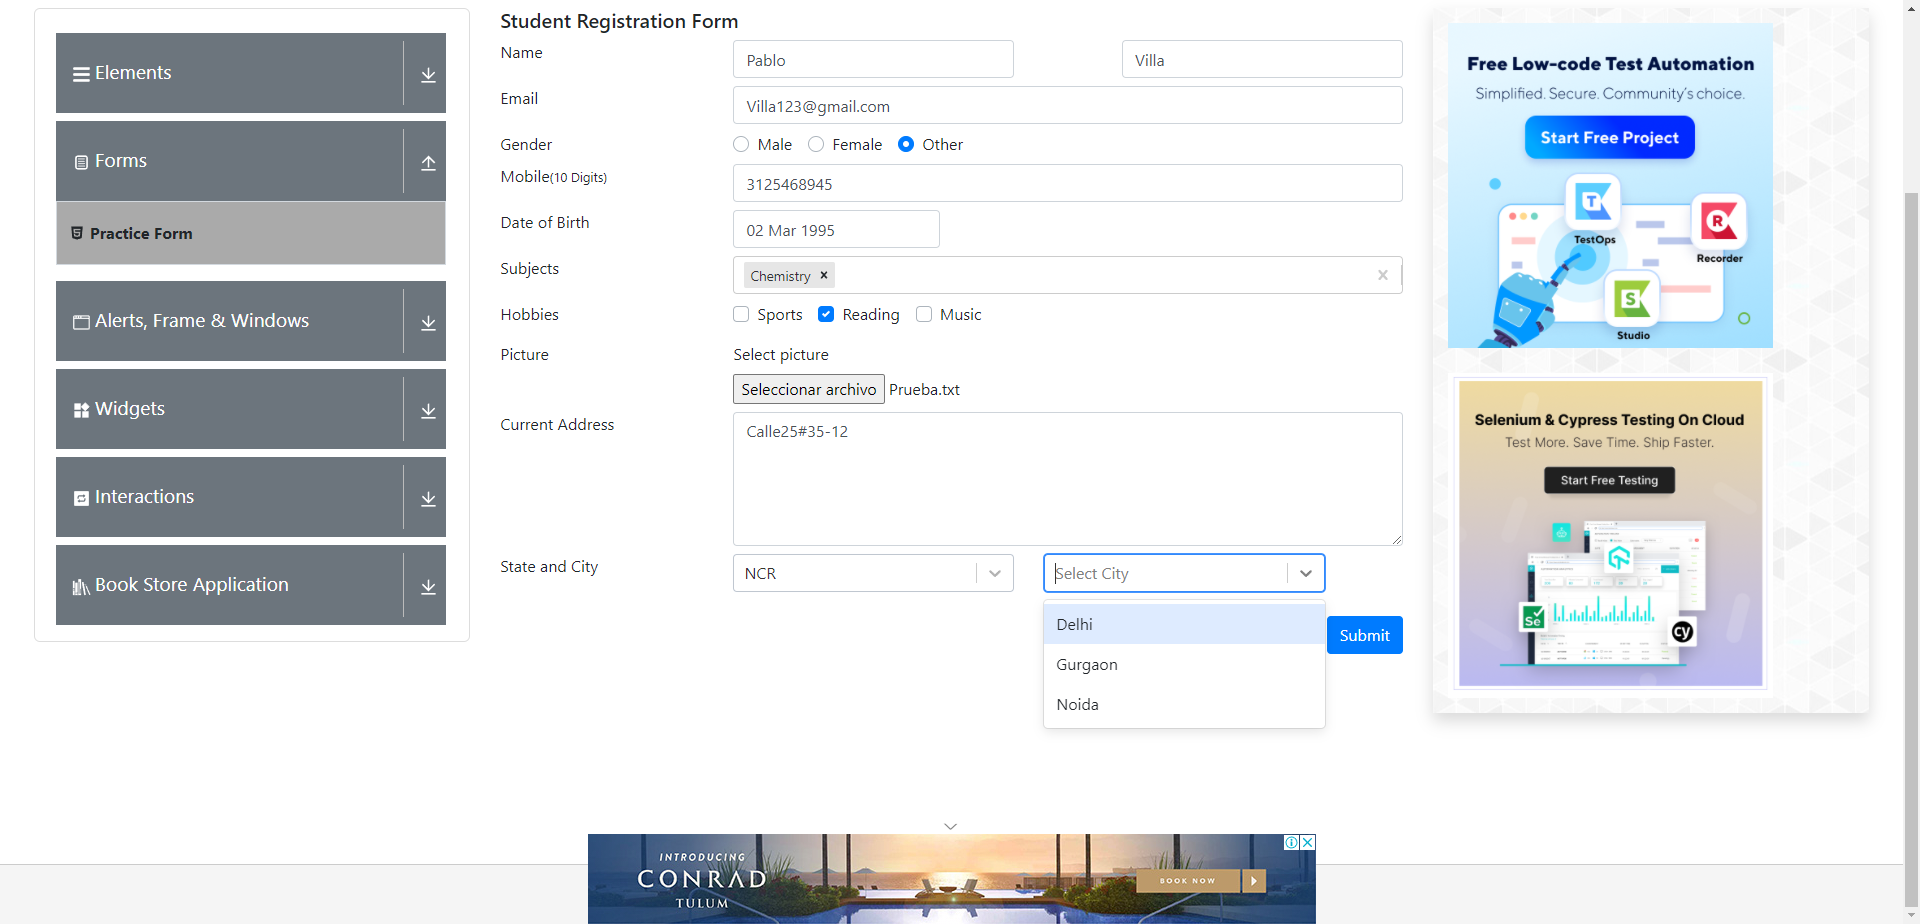 Elements
Forms
Practice Form
Alerts, Frame & Windows
Widgets
Interactions
Book Store Application
Student Registration Form
Name
Pablo
Villa
Email
Villa123@gmail.com
Gender
Male
Female
Other
Mobile(10 Digits)
3125468945
Date of Birth
02 Mar 1995
Subjects
Chemistry
Hobbies
Sports
Reading
Music
Picture
Select picture
Seleccionar archivo Prueba.txt
Current Address
Calle25#35-12
State and City
NCR
Select City
Delhi
Gurgaon
Noida
Submit
Free Low-code Test Automation
Simplified. Secure. Community's choice.
Start Free Project
TestOps
Recorder
Studio
Selenium & Cypress Testing On Cloud
Test More. Save Time. Ship Faster.
Start Free Testing
Se
cy
INTRODUCING
CONRAD
TULUM
BOOK NOW